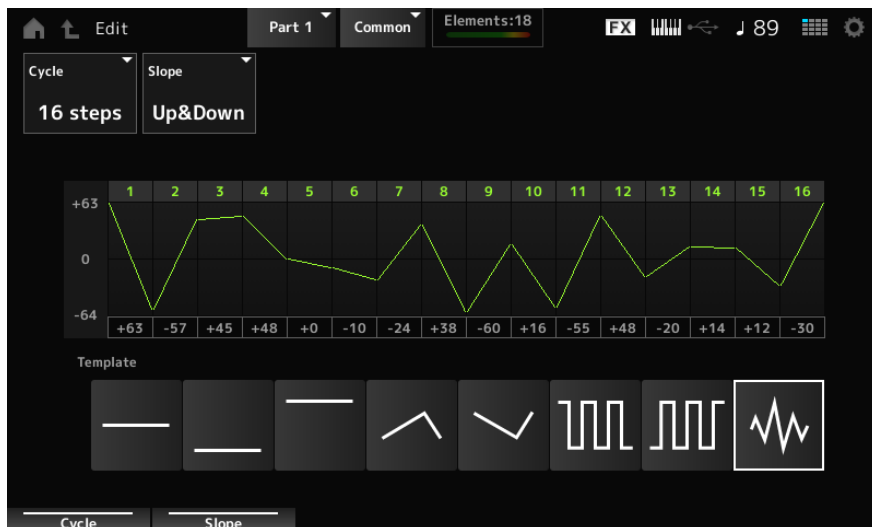 Edit Part 1 Common Elements:18 FX 89
Cycle Slope
16 steps Up&Down
1 2 3 4 5 6 7 8 9 10 11 12 13 14 15 16
+63
0
-64
+63 -57 +45 +48 +0 -10 -24 +38 -60 +16 -55 +48 -20 +14 +12 -30
Template
Cycle Slope